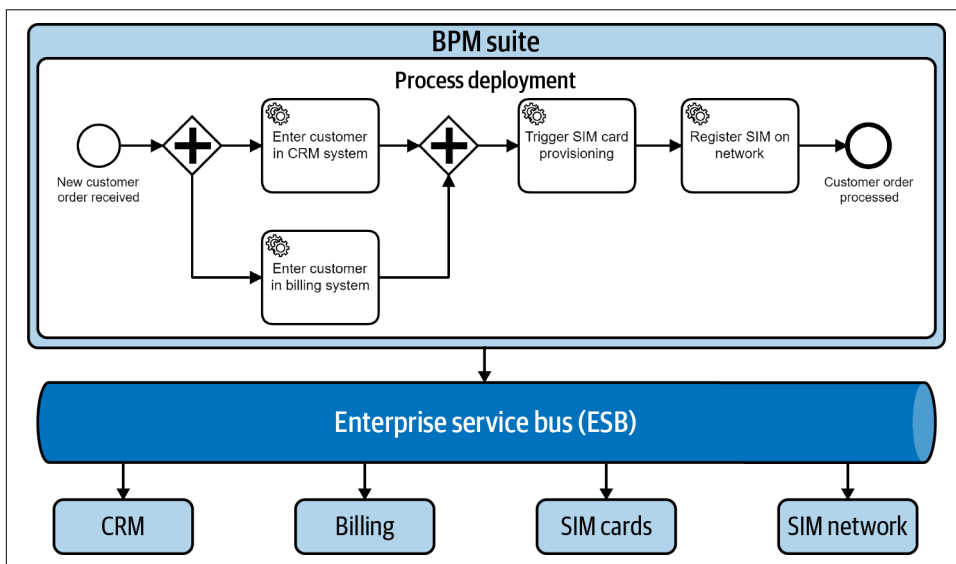 BPM suite
Process deployment
New customer
order received
Enter customer
in CRM system
Enter customer
in billing system
Trigger SIM card
provisioning
Register SIM on
network
Customer order
processed
Enterprise service bus (ESB)
CRM
Billing
SIM cards
SIM network